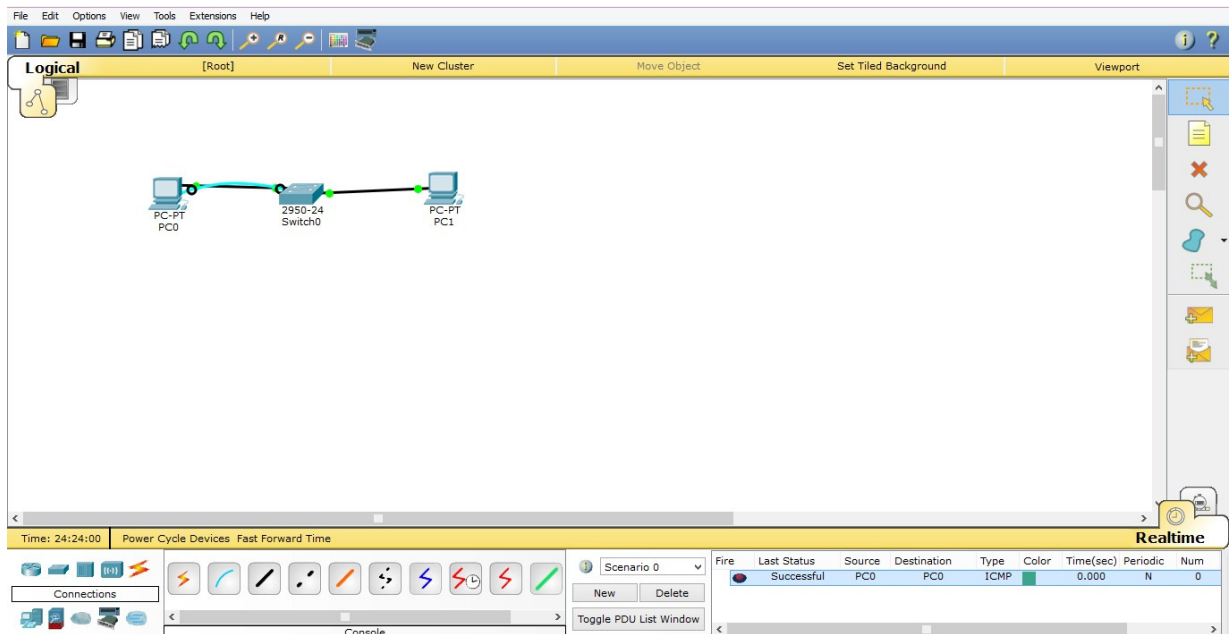 File Edit Options View Tools Extensions Help
Logical [Root] New Cluster Move Object Set Tiled Background Viewport
PC-PT
PC0
2950-24
Switch0
PC-PT
PC1
Time: 24:24:00 Power Cycle Devices Fast Forward Time Realtime
Connections
Console
Scenario 0
New Delete
Toggle PDU List Window
Fire Last Status Source Destination Type Color Time(sec) Periodic Num
Successful PC0 PC0 ICMP 0.000 N 0